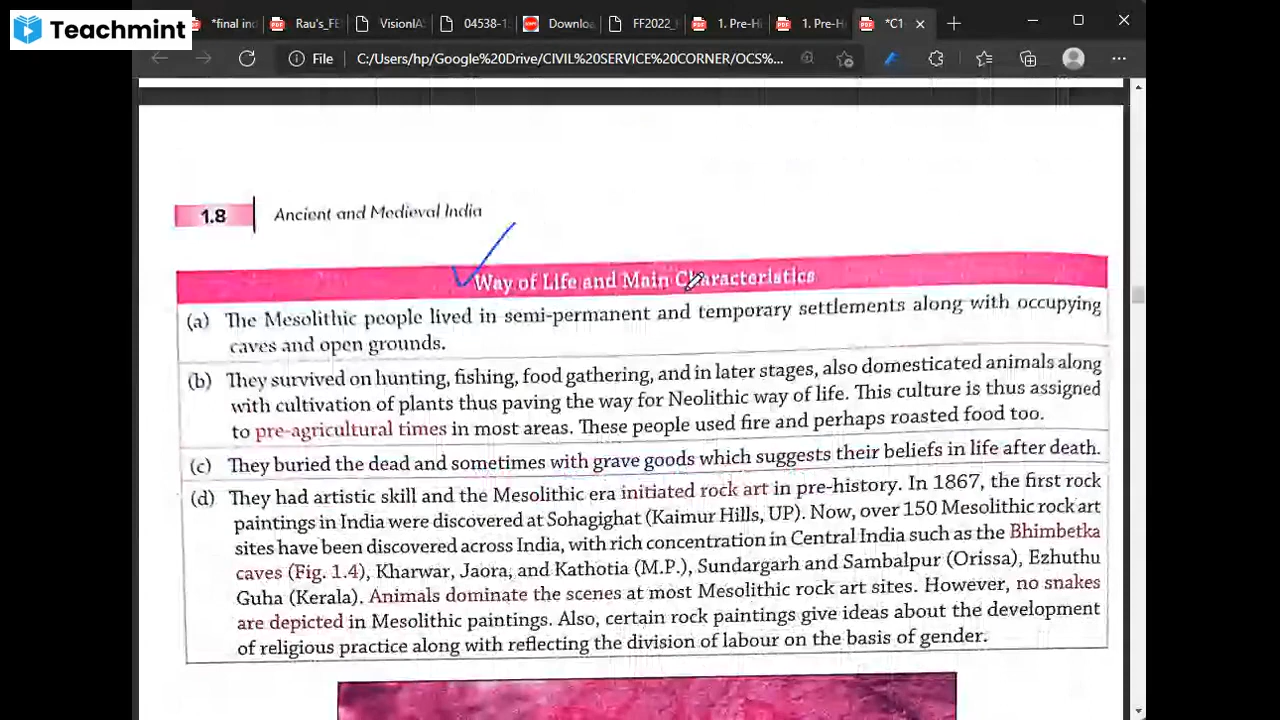 Teachmint
*final in
Rau's_FE
VisionIA
04538-1
Downlo
FF2022_
1. Pre-Hi
1. Pre-H
*C1
File
C:/Users/hp/Google%20Drive/CIVIL%20SERVICE%20CORNER/OCS%...
1.8
Ancient and Medieval India
Way of Life and Main Characteristics
(a) The Mesolithic people lived in semi-permanent and temporary settlements along with occupying
caves and open grounds.
(b) They survived on hunting, fishing, food gathering, and in later stages, also domesticated animals along
with cultivation of plants thus paving the way for Neolithic way of life. This culture is thus assigned
to pre-agricultural times in most areas. These people used fire and perhaps roasted food too.
(c) They buried the dead and sometimes with grave goods which suggests their beliefs in life after death.
(d) They had artistic skill and the Mesolithic era initiated rock art in pre-history. In 1867, the first rock
paintings in India were discovered at Sohagighat (Kaimur Hills, UP). Now, over 150 Mesolithic rock art
sites have been discovered across India, with rich concentration in Central India such as the Bhimbetka
caves (Fig. 1.4), Kharwar, Jaora, and Kathotia (M.P.), Sundargarh and Sambalpur (Orissa), Ezhuthu
Guha (Kerala). Animals dominate the scenes at most Mesolithic rock art sites. However, no snakes
are depicted in Mesolithic paintings. Also, certain rock paintings give ideas about the development
of religious practice along with reflecting the division of labour on the basis of gender.